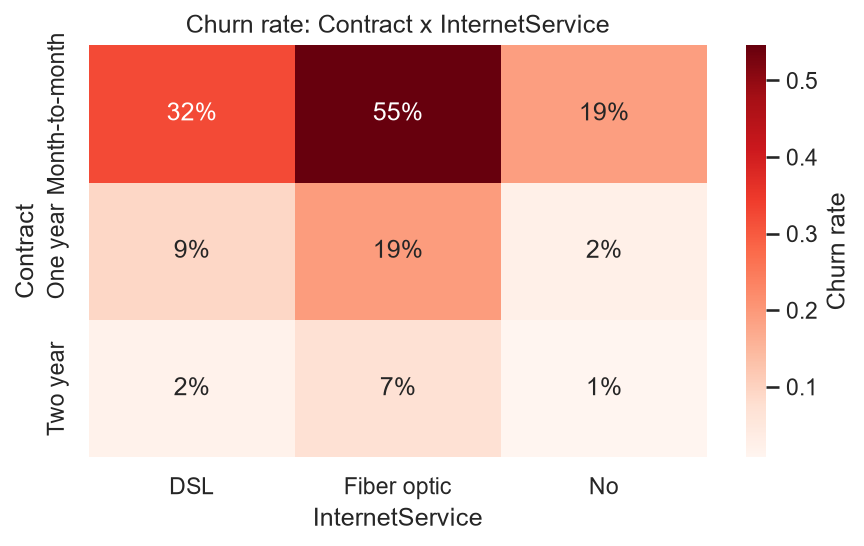 Churn rate: Contract x InternetService
Contract
Month-to-month
32% 55% 19%
One year
9% 19% 2%
Two year
2% 7% 1%
DSL Fiber optic No
InternetService
0.5
0.4
0.3
0.2
0.1
Churn rate